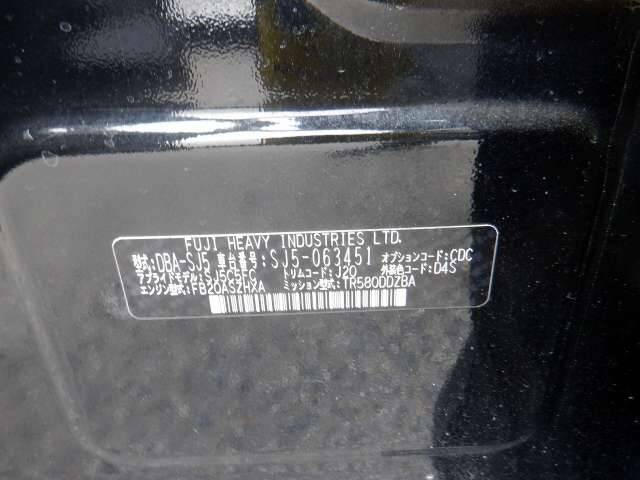 FUJI HEAVY INDUSTRIES LTD.
型式:DBA-SJ5 車台番号:SJ5-063451 オプションコード:CDC
アプライドモデル:SJ5C5FC トリムコード:J20 外装色コード:D4S
エンジン型式:FB20ASZHXA ミッション型式:TR580DDZBA